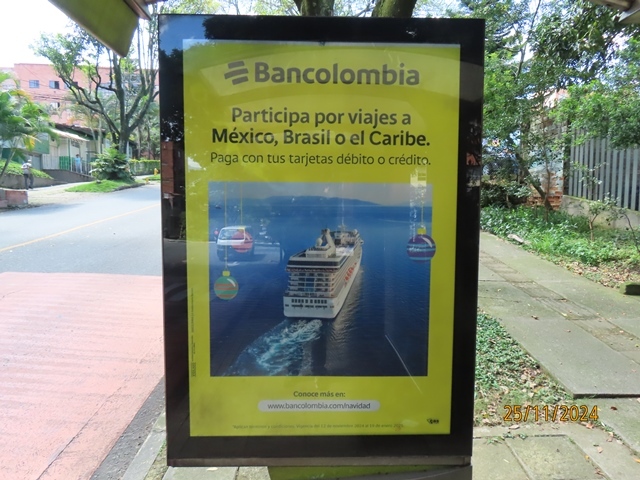 Bancolombia
Participa por viajes a
México, Brasil o el Caribe.
Paga con tus tarjetas débito o crédito.
Conoce más en:
www.bancolombia.com/navidad
25/11/2024